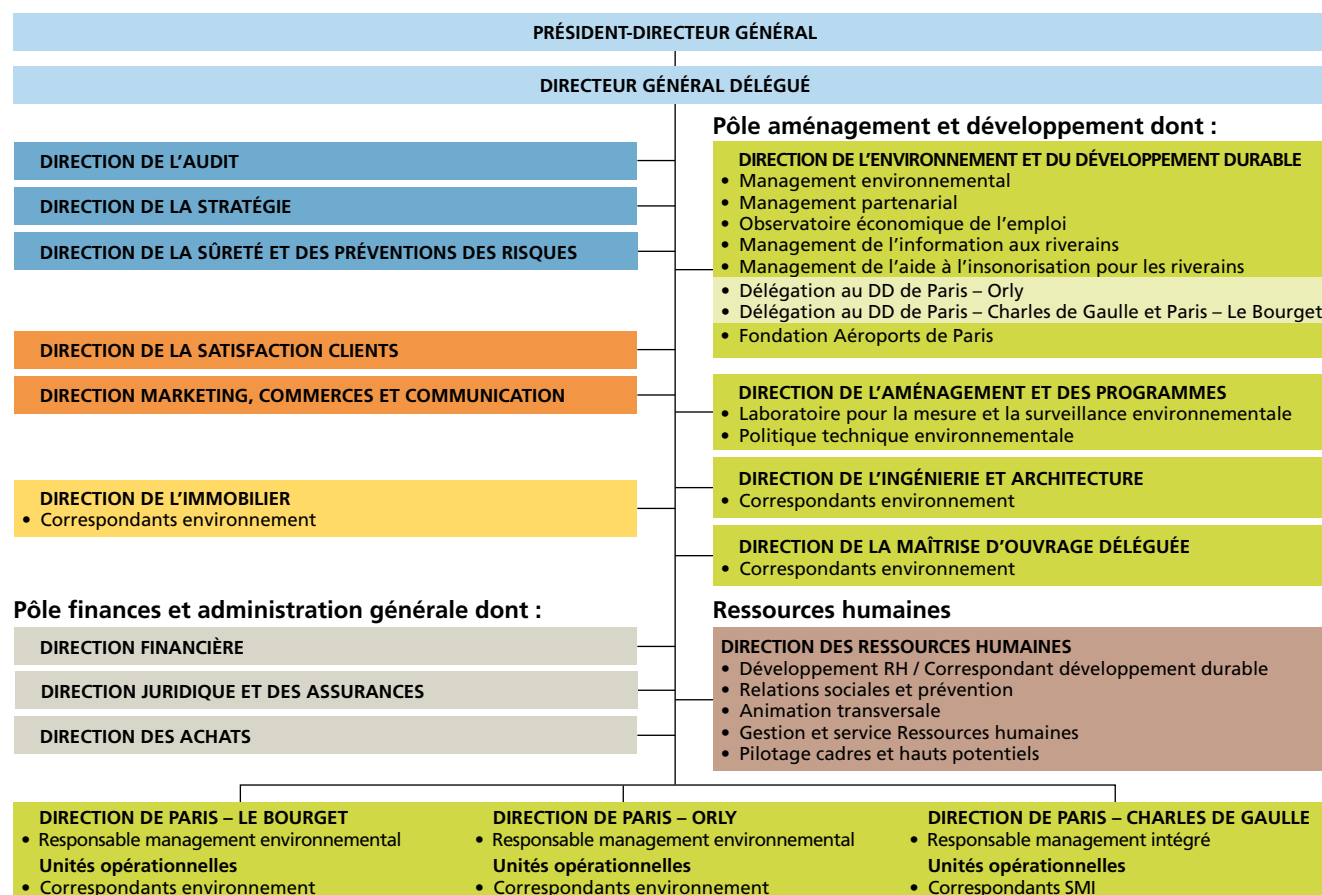 PRÉSIDENT-DIRECTEUR GÉNÉRAL
DIRECTEUR GÉNÉRAL DÉLÉGUÉ
DIRECTION DE L'AUDIT
DIRECTION DE LA STRATÉGIE
DIRECTION DE LA SÛRETÉ ET DES PRÉVENTIONS DES RISQUES
DIRECTION DE LA SATISFACTION CLIENTS
DIRECTION MARKETING, COMMERCES ET COMMUNICATION
DIRECTION DE L'IMMOBILIER
• Correspondants environnement
Pôle aménagement et développement dont :
DIRECTION DE L'ENVIRONNEMENT ET DU DÉVELOPPEMENT DURABLE
• Management environnemental
• Management partenarial
• Observatoire économique de l'emploi
• Management de l'information aux riverains
• Management de l'aide à l'insonorisation pour les riverains
• Délégation au DD de Paris – Orly
• Délégation au DD de Paris – Charles de Gaulle et Paris – Le Bourget
• Fondation Aéroports de Paris
DIRECTION DE L'AMÉNAGEMENT ET DES PROGRAMMES
• Laboratoire pour la mesure et la surveillance environnementale
• Politique technique environnementale
DIRECTION DE L'INGÉNIERIE ET ARCHITECTURE
• Correspondants environnement
DIRECTION DE LA MAÎTRISE D'OUVRAGE DÉLÉGUÉE
• Correspondants environnement
Pôle finances et administration générale dont :
DIRECTION FINANCIÈRE
DIRECTION JURIDIQUE ET DES ASSURANCES
DIRECTION DES ACHATS
Ressources humaines
DIRECTION DES RESSOURCES HUMAINES
• Développement RH / Correspondant développement durable
• Relations sociales et prévention
• Animation transversale
• Gestion et service Ressources humaines
• Pilotage cadres et hauts potentiels
DIRECTION DE PARIS – LE BOURGET
• Responsable management environnemental
Unités opérationnelles
• Correspondants environnement
DIRECTION DE PARIS – ORLY
• Responsable management environnemental
Unités opérationnelles
• Correspondants environnement
DIRECTION DE PARIS – CHARLES DE GAULLE
• Responsable management intégré
Unités opérationnelles
• Correspondants SMI